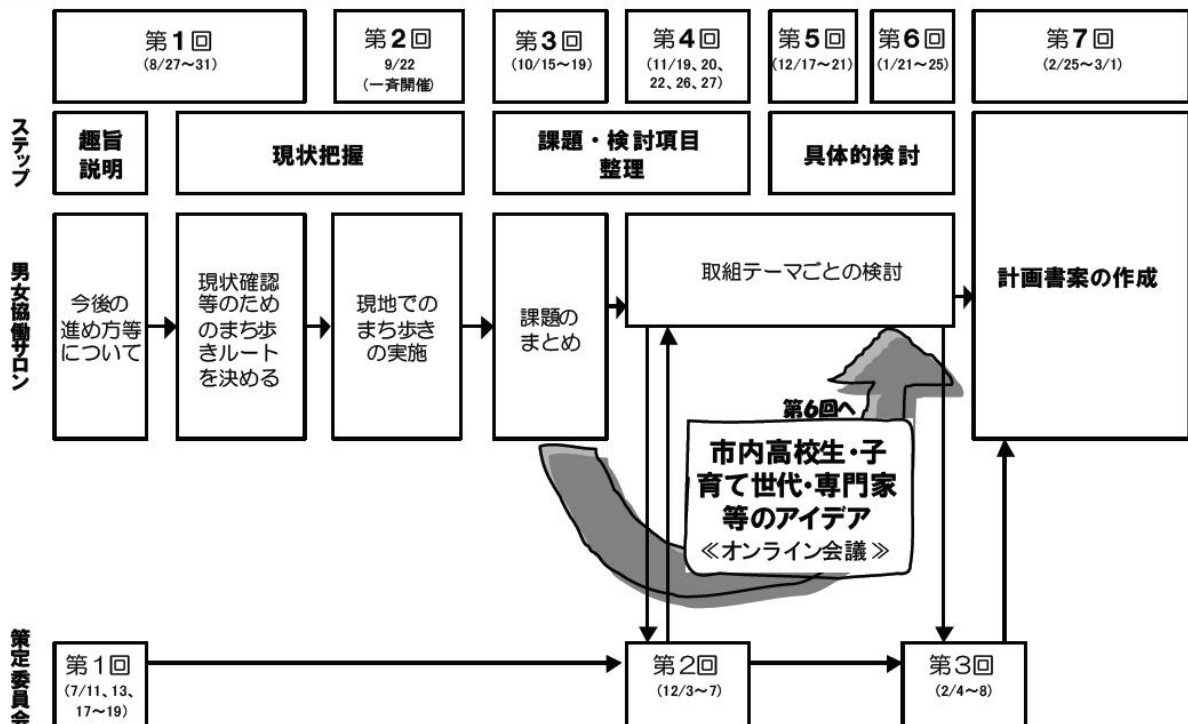 第1回
(8/27～31)
第2回
9/22
(一斉開催)
第3回
(10/15～19)
第4回
(11/19、20、
22、26、27)
第5回
(12/17～21)
第6回
(1/21～25)
第7回
(2/25～3/1)
ステップ
趣旨
説明
現状把握
課題・検討項目
整理
具体的検討
男女協働サロン
今後の
進め方等
について
現状確認
等のため
のまち歩
きルート
を決める
現地での
まち歩き
の実施
課題の
まとめ
取組テーマごとの検討
計画書案の作成
第6回へ
市内高校生・子
育て世代・専門家
等のアイデア
≪オンライン会議≫
策定委員会
第1回
(7/11、13、
17～19)
第2回
(12/3～7)
第3回
(2/4～8)